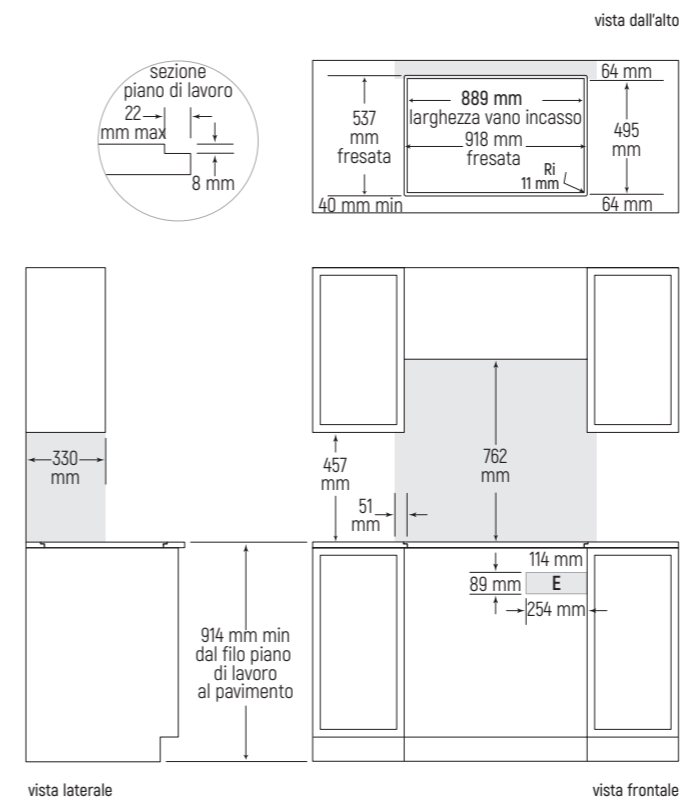 vista dall'alto
sezione
piano di lavoro
22
mm max
8 mm
64 mm
889 mm
larghezza vano incasso
918 mm
fresata
537
mm
fresata
495
mm
Ri
11 mm
40 mm min
64 mm
330
mm
457
mm
762
mm
51
mm
114 mm
89 mm
E
254 mm
914 mm min
dal filo piano
di lavoro
al pavimento
vista laterale
vista frontale